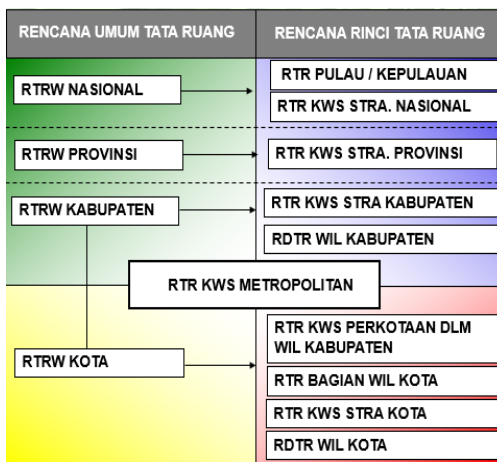 RENCANA UMUM TATA RUANG
RENCANA RINCI TATA RUANG
RTRW NASIONAL
RTR PULAU / KEPULAUAN
RTR KWS STRA. NASIONAL
RTRW PROVINSI
RTR KWS STRA. PROVINSI
RTRW KABUPATEN
RTR KWS STRA KABUPATEN
RDTR WIL KABUPATEN
RTR KWS METROPOLITAN
RTRW KOTA
RTR KWS PERKOTAAN DLM
WIL KABUPATEN
RTR BAGIAN WIL KOTA
RTR KWS STRA KOTA
RDTR WIL KOTA